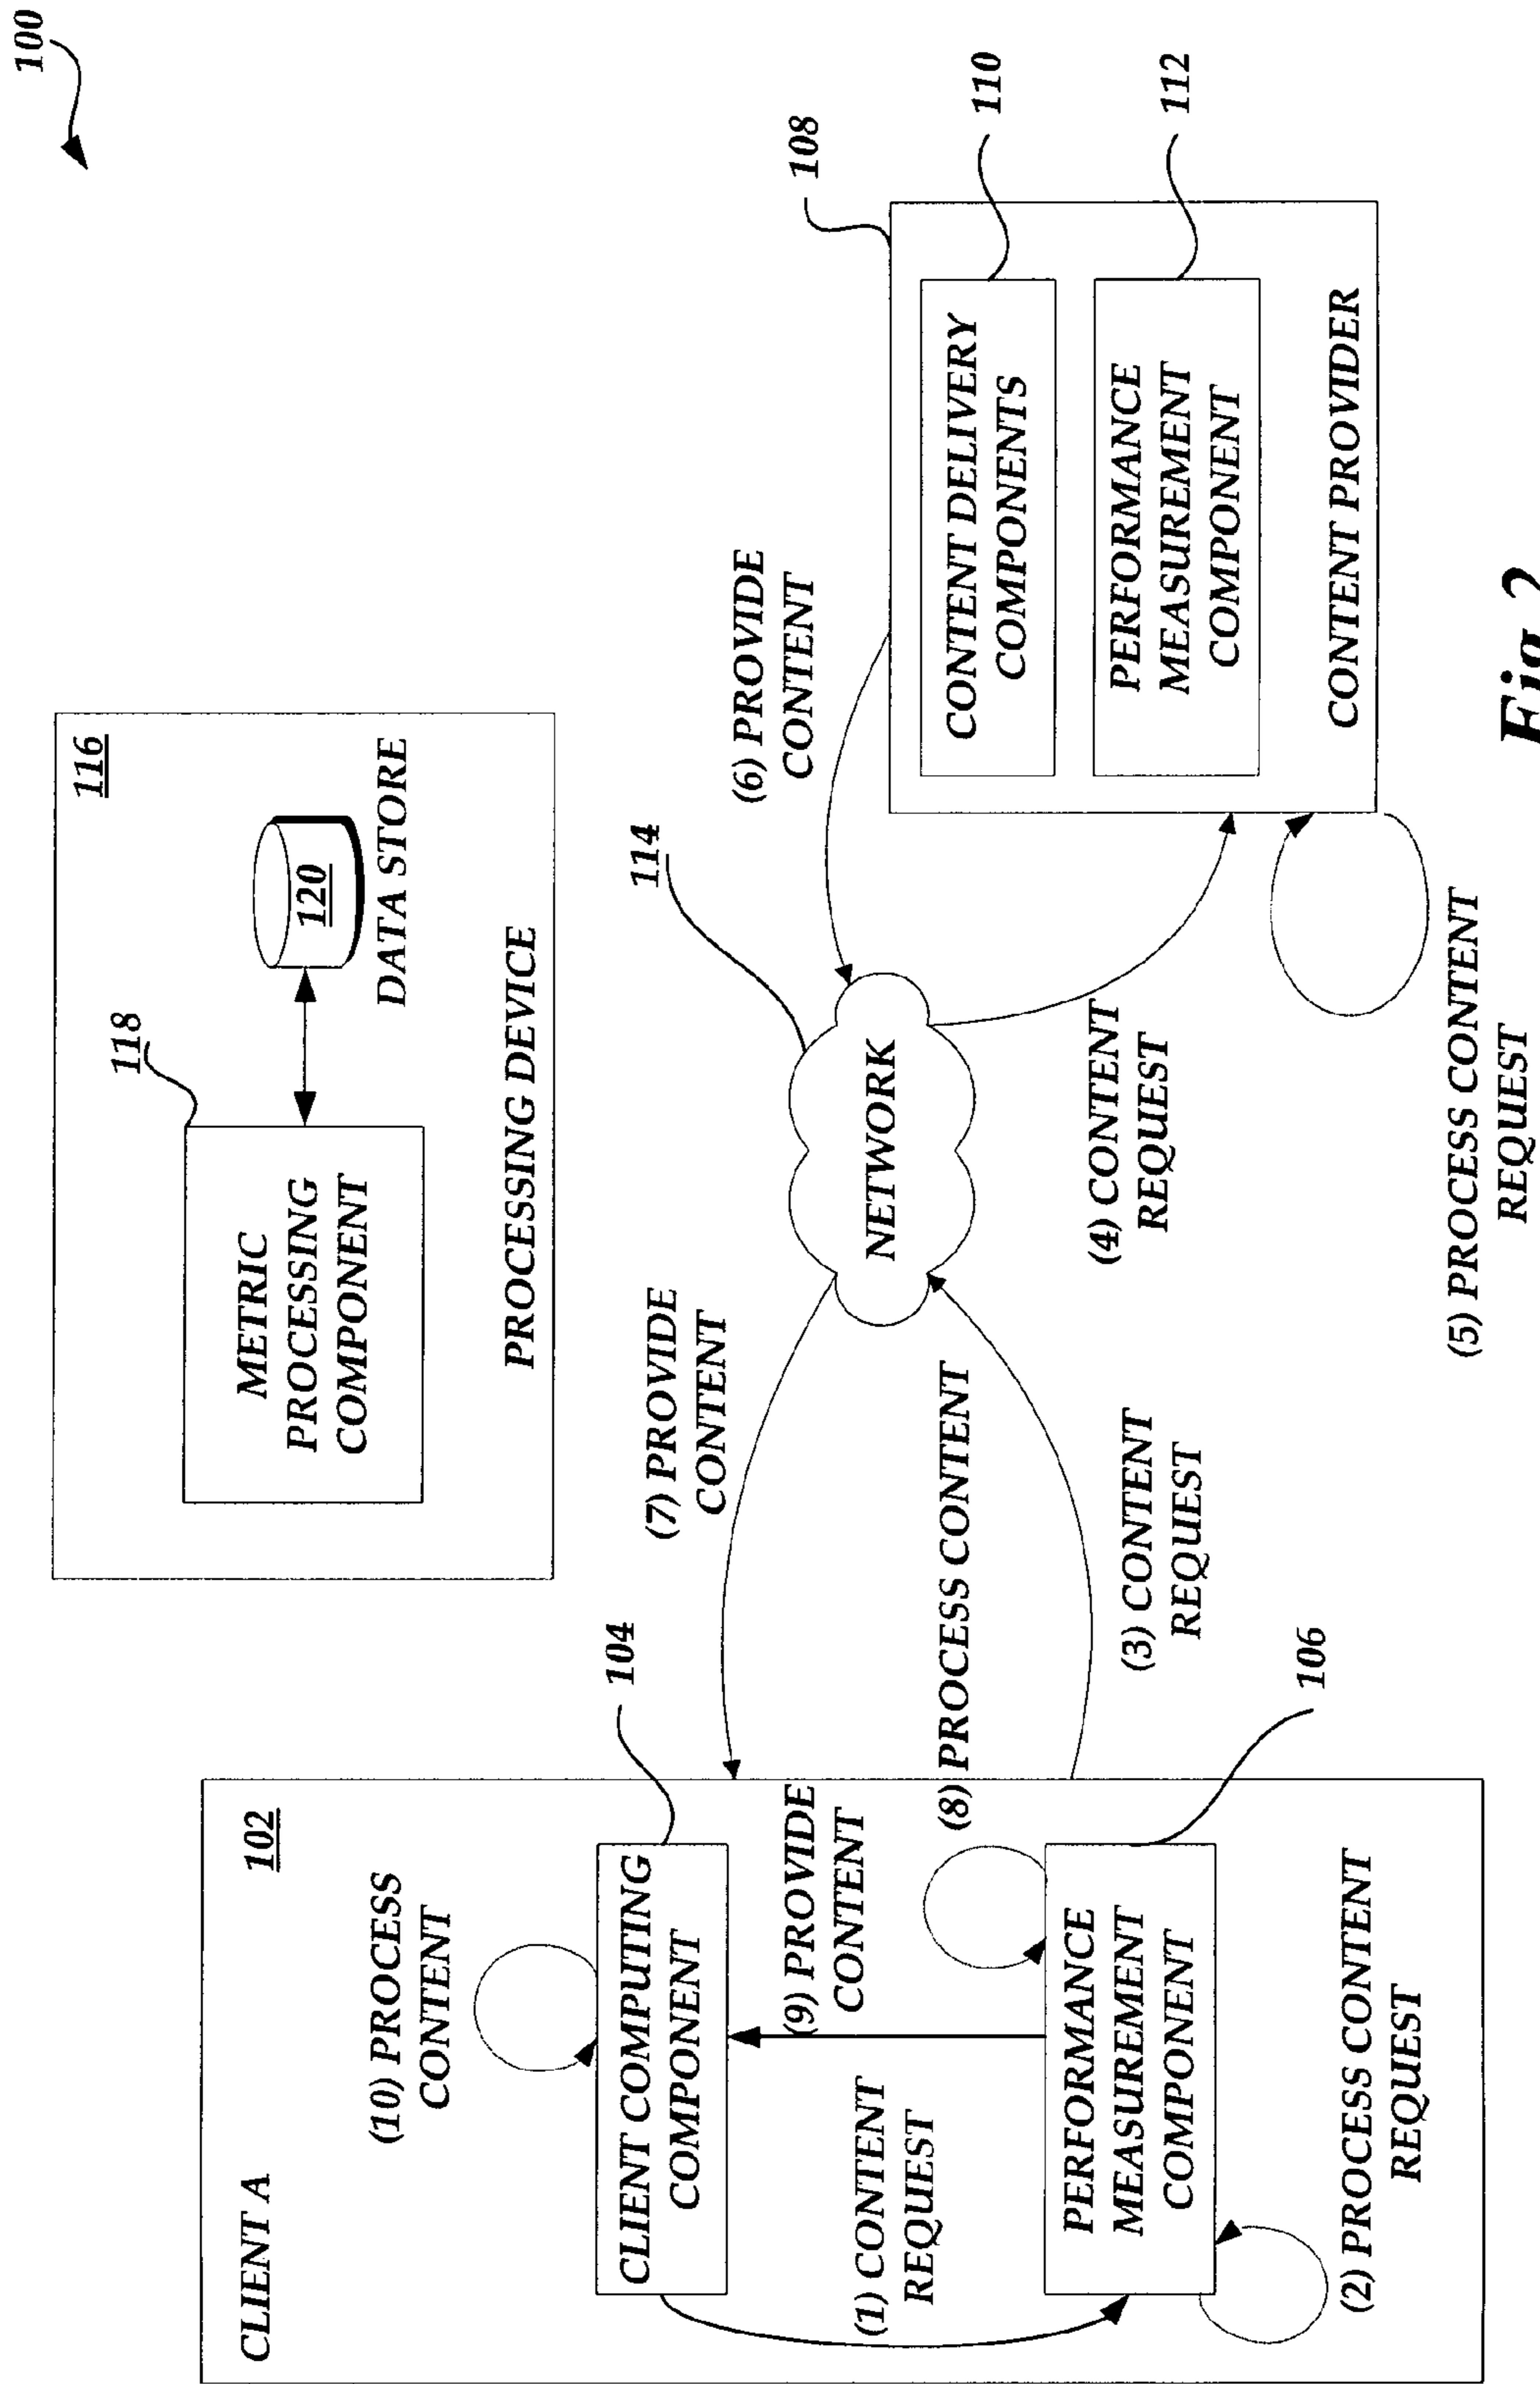 100
116
118
METRIC
PROCESSING
COMPONENT
120
DATA STORE
PROCESSING DEVICE
CLIENT A
102
(10) PROCESS
CONTENT
104
CLIENT COMPUTING
COMPONENT
(9) PROVIDE
CONTENT
(1) CONTENT
REQUEST
(8) PROCESS CONTENT
PERFORMANCE
MEASUREMENT
COMPONENT
106
(2) PROCESS CONTENT
REQUEST
(7) PROVIDE
CONTENT
(3) CONTENT
REQUEST
114
NETWORK
(6) PROVIDE
CONTENT
(4) CONTENT
REQUEST
108
110
CONTENT DELIVERY
COMPONENTS
112
PERFORMANCE
MEASUREMENT
COMPONENT
CONTENT PROVIDER
(5) PROCESS CONTENT
REQUEST
Fig.2